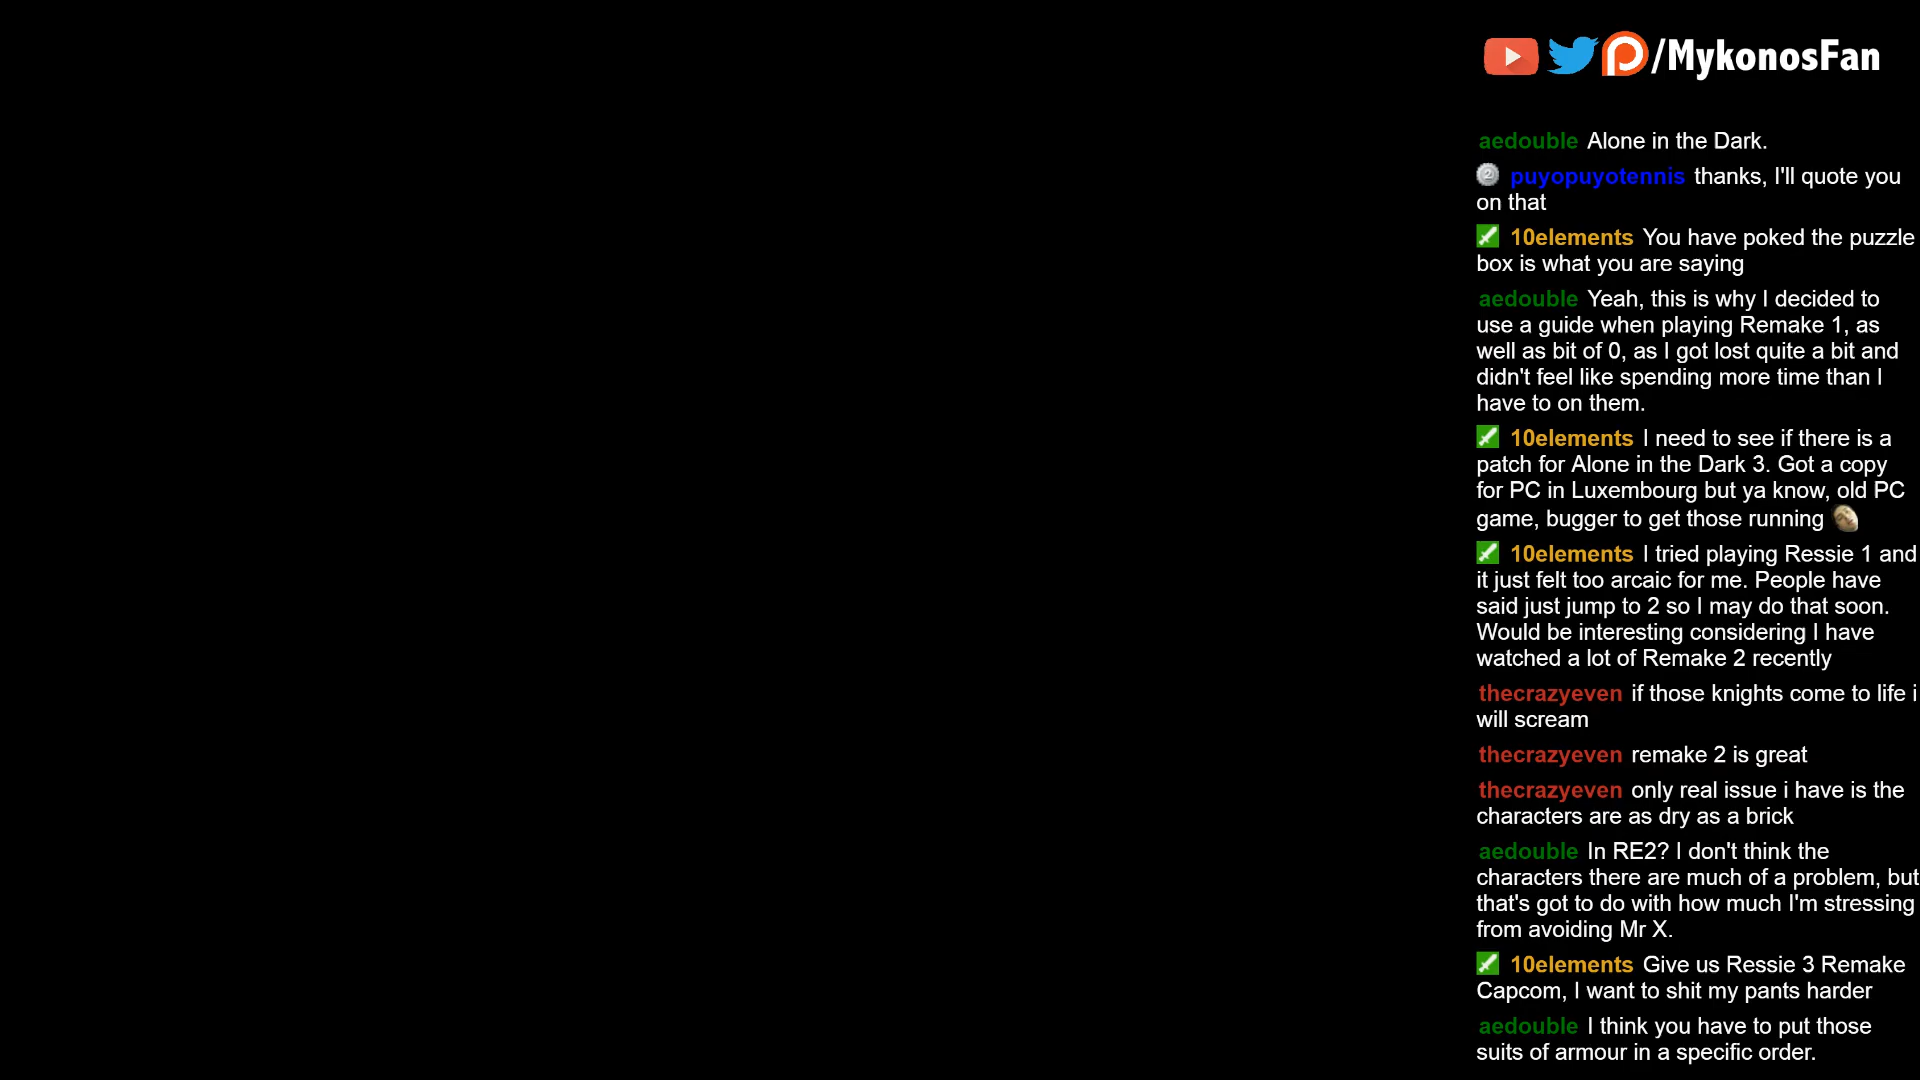 /MykonosFan
aedouble Alone in the Dark.
2 puyopuyotennis thanks, I'll quote you
on that
10elements You have poked the puzzle
box is what you are saying
aedouble Yeah, this is why I decided to
use a guide when playing Remake 1, as
well as bit of 0, as I got lost quite a bit and
didn't feel like spending more time than I
have to on them.
10elements I need to see if there is a
patch for Alone in the Dark 3. Got a copy
for PC in Luxembourg but ya know, old PC
game, bugger to get those running
10elements I tried playing Ressie 1 and
it just felt too arcaic for me. People have
said just jump to 2 so I may do that soon.
Would be interesting considering I have
watched a lot of Remake 2 recently
thecrazyeven if those knights come to life i
will scream
thecrazyeven remake 2 is great
thecrazyeven only real issue i have is the
characters are as dry as a brick
aedouble In RE2? I don't think the
characters there are much of a problem, but
that's got to do with how much I'm stressing
from avoiding Mr X.
10elements Give us Ressie 3 Remake
Capcom, I want to shit my pants harder
aedouble I think you have to put those
suits of armour in a specific order.